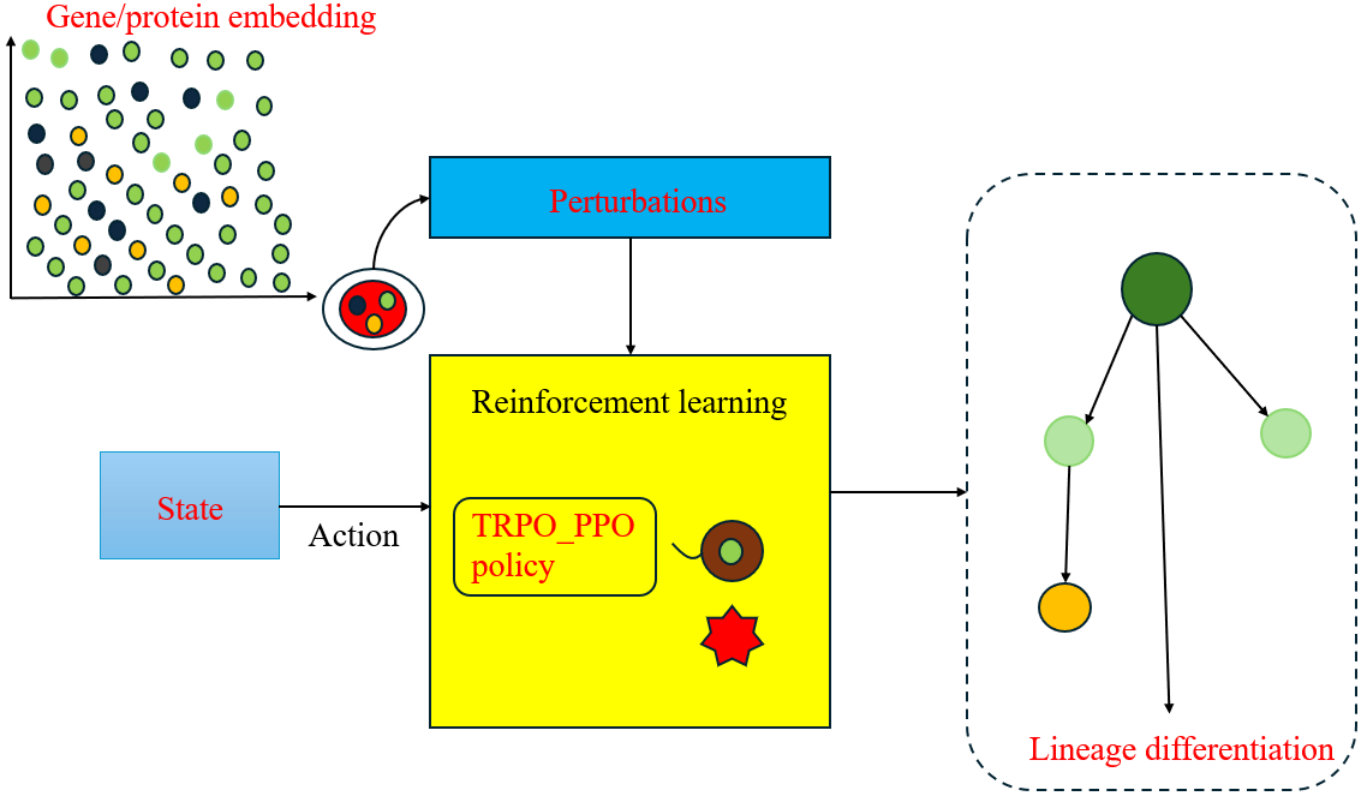 Gene/protein embedding
Perturbations
Reinforcement learning
State
Action
TRPO_PPO
policy
Lineage differentiation